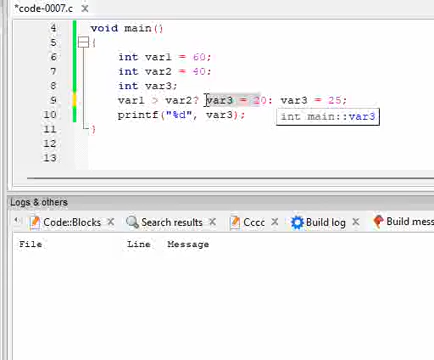 *code-0007.c ×
4 void main()
5 {
6 int var1 = 60;
7 int var2 = 40;
8 int var3;
9 var1 > var2? var3 = 20: var3 = 25;
10 printf("%d", var3);
int main::var3
11 }
12
13
Logs & others
Code::Blocks × Search results × Cccc × Build log × Build mess
File Line Message